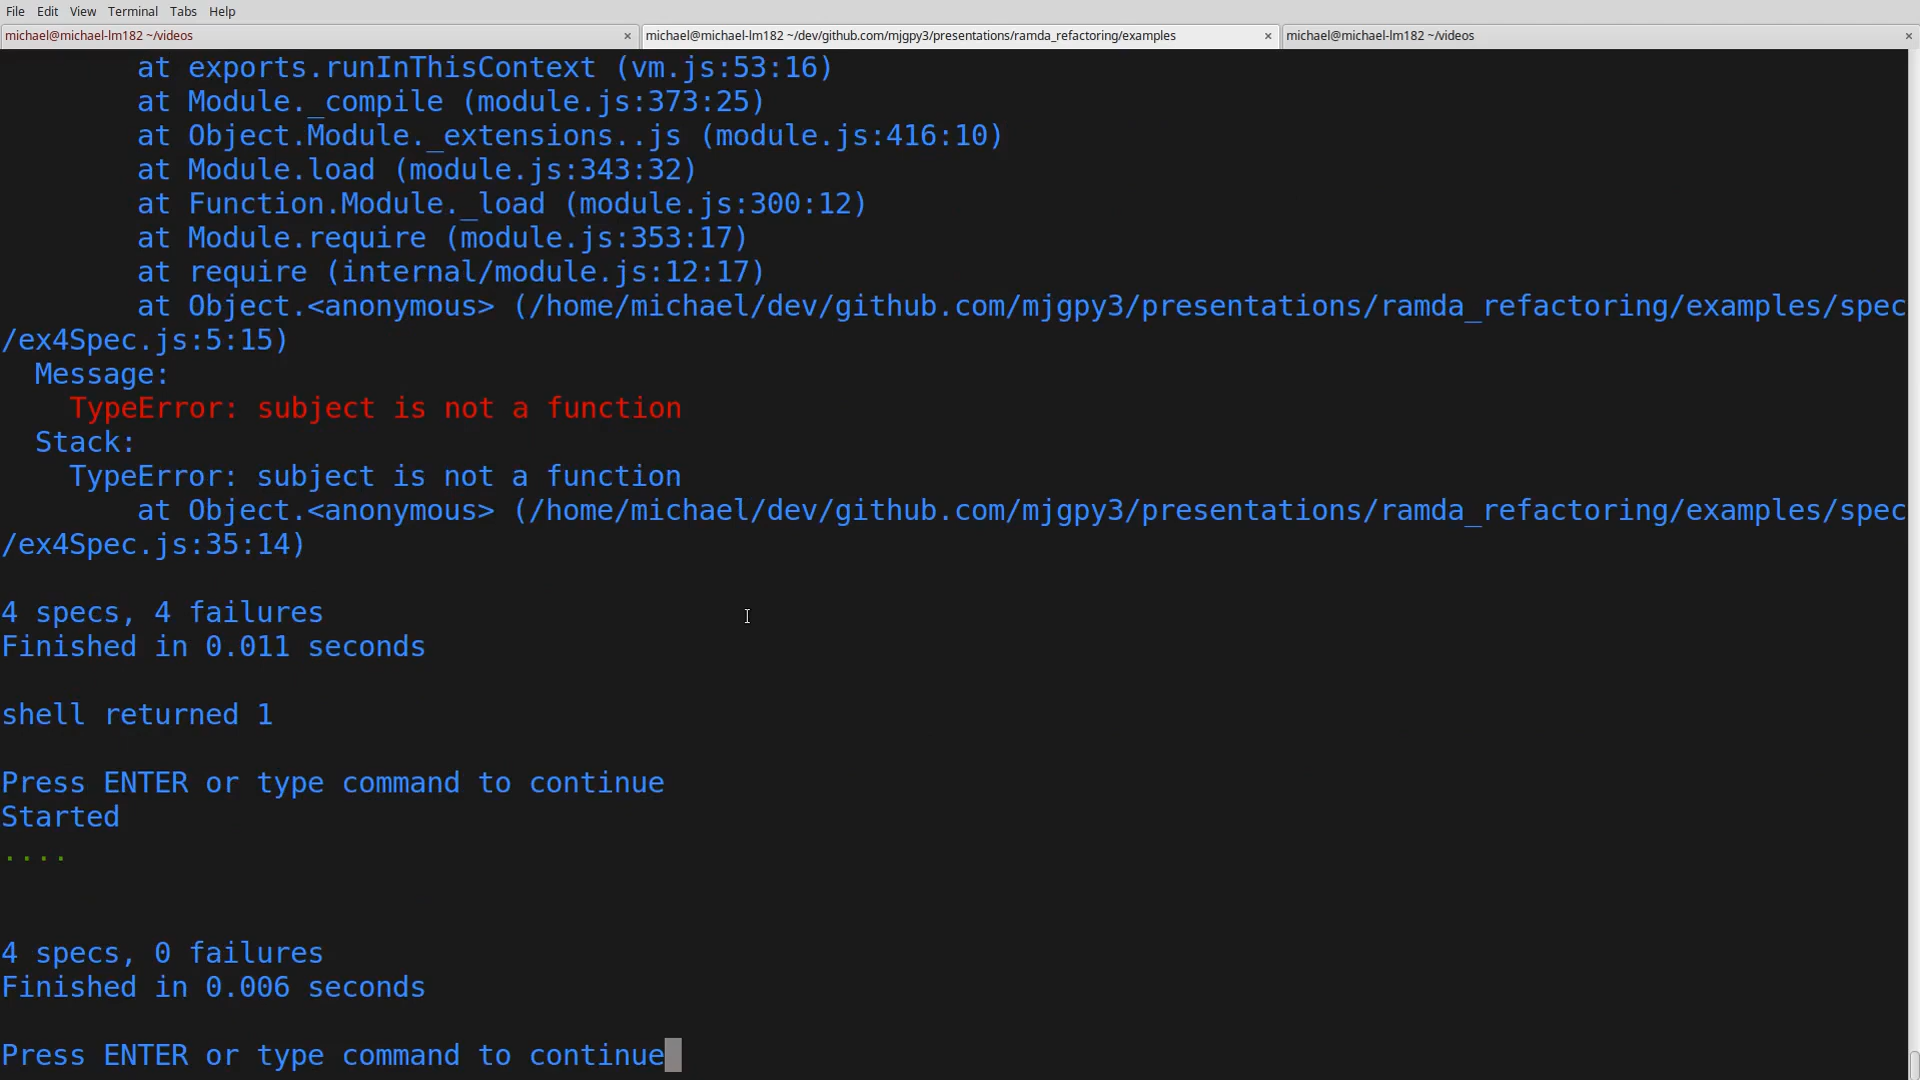 File Edit View Terminal Tabs Help
michael@michael-lm182 ~/videos × michael@michael-lm182 ~/dev/github.com/mjgpy3/presentations/ramda_refactoring/examples × michael@michael-lm182 ~/videos ×
at exports.runInThisContext (vm.js:53:16)
at Module._compile (module.js:373:25)
at Object.Module._extensions..js (module.js:416:10)
at Module.load (module.js:343:32)
at Function.Module._load (module.js:300:12)
at Module.require (module.js:353:17)
at require (internal/module.js:12:17)
at Object.<anonymous> (/home/michael/dev/github.com/mjgpy3/presentations/ramda_refactoring/examples/spec
/ex4Spec.js:5:15)
Message:
TypeError: subject is not a function
Stack:
TypeError: subject is not a function
at Object.<anonymous> (/home/michael/dev/github.com/mjgpy3/presentations/ramda_refactoring/examples/spec
/ex4Spec.js:35:14)
4 specs, 4 failures
Finished in 0.011 seconds
shell returned 1
Press ENTER or type command to continue
Started
....
4 specs, 0 failures
Finished in 0.006 seconds
Press ENTER or type command to continue